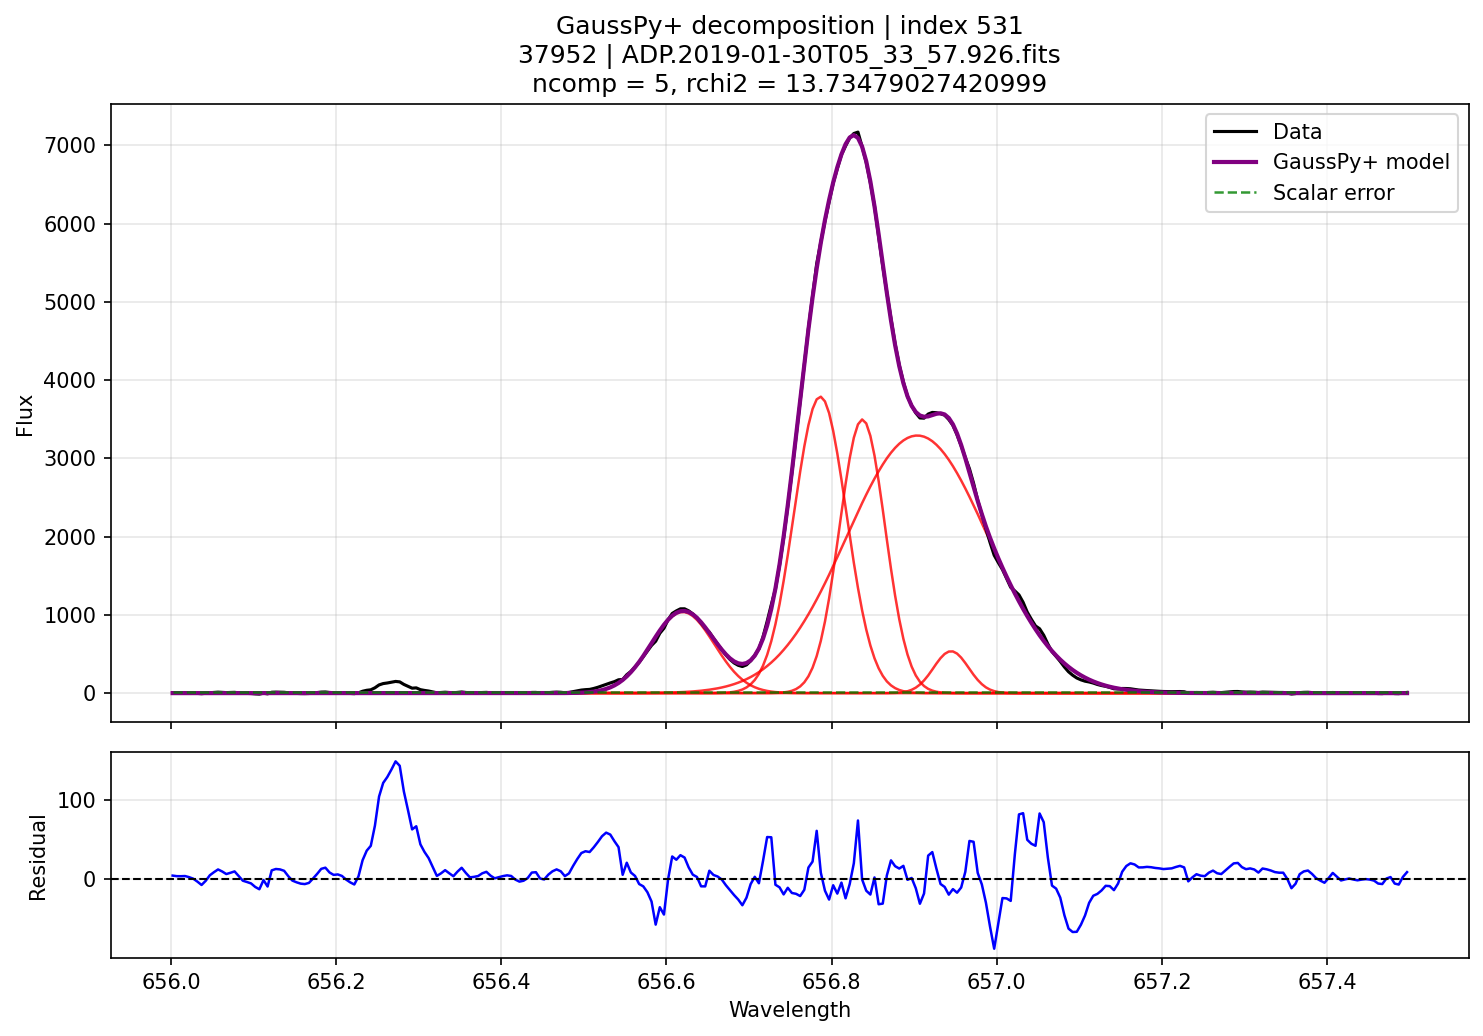 GaussPy+ decomposition | index 531
37952 | ADP.2019-01-30T05_33_57.926.fits
ncomp = 5, rchi2 = 13.73479027420999
Data
GaussPy+ model
Scalar error
Flux
7000
6000
5000
4000
3000
2000
1000
0
Residual
100
0
656.0
656.2
656.4
656.6
656.8
657.0
657.2
657.4
Wavelength